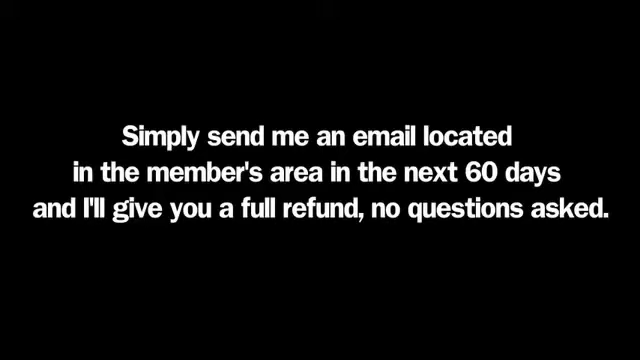 Simply send me an email located
in the member's area in the next 60 days
and I'll give you a full refund, no questions asked.